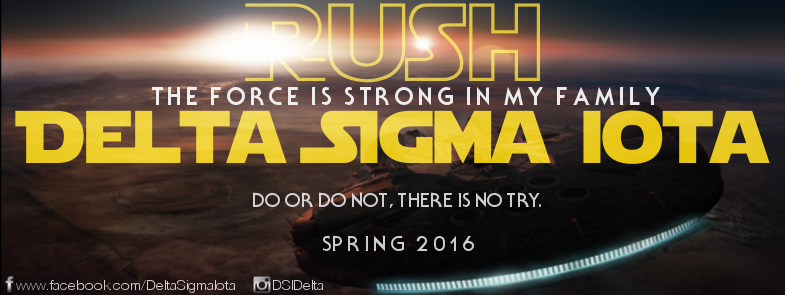 RUSH
THE FORCE IS STRONG IN MY FAMILY
DELTA SIGMA IOTA
DO OR DO NOT, THERE IS NO TRY.
SPRING 2016
f www.facebook.com/DeltaSigmaIota DSIDelta